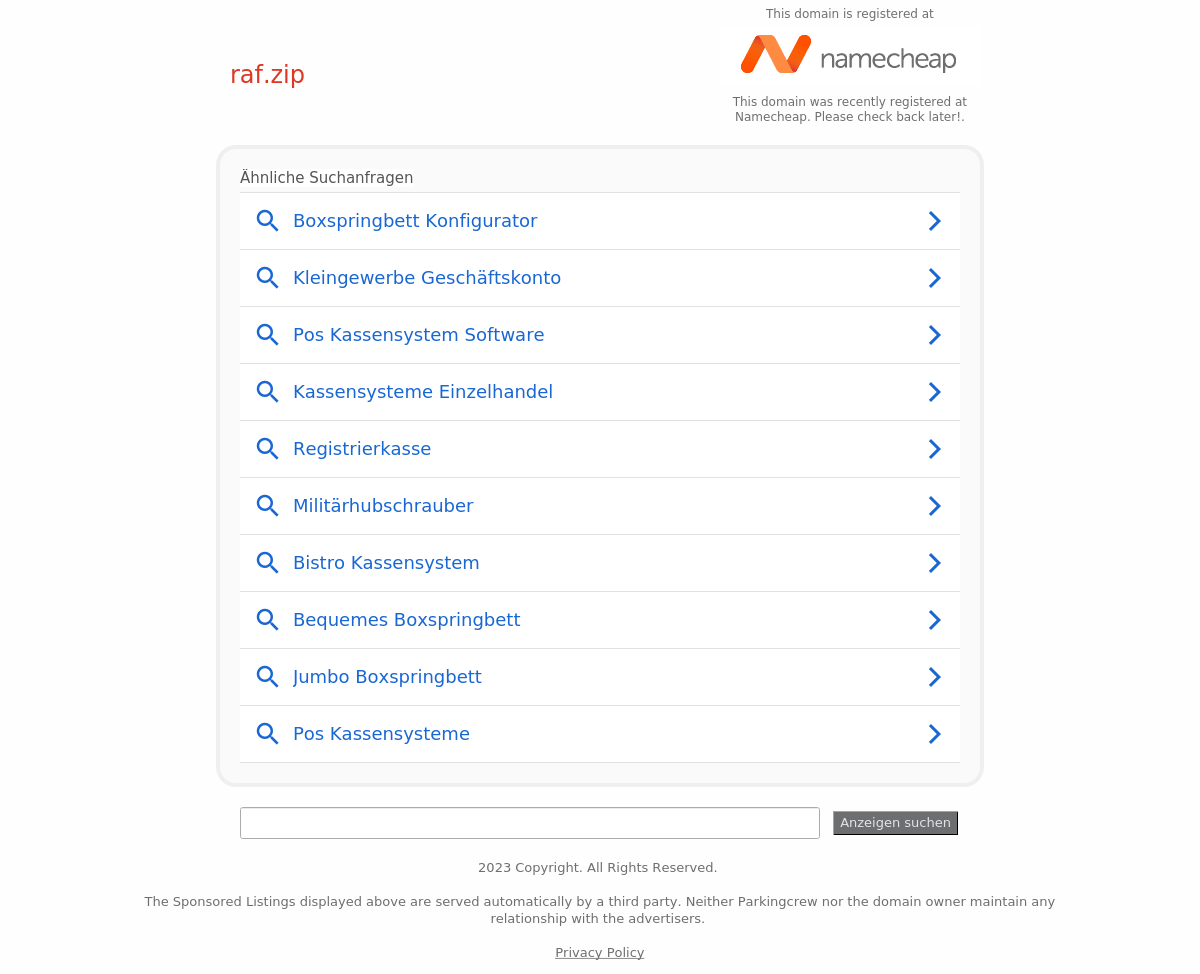 This domain is registered at
namecheap
raf.zip
This domain was recently registered at
Namecheap. Please check back later!.
Ähnliche Suchanfragen
Boxspringbett Konfigurator
Kleingewerbe Geschäftskonto
Pos Kassensystem Software
Kassensysteme Einzelhandel
Registrierkasse
Militärhubschrauber
Bistro Kassensystem
Bequemes Boxspringbett
Jumbo Boxspringbett
Pos Kassensysteme
Anzeigen suchen
2023 Copyright. All Rights Reserved.
The Sponsored Listings displayed above are served automatically by a third party. Neither Parkingcrew nor the domain owner maintain any
relationship with the advertisers.
Privacy Policy